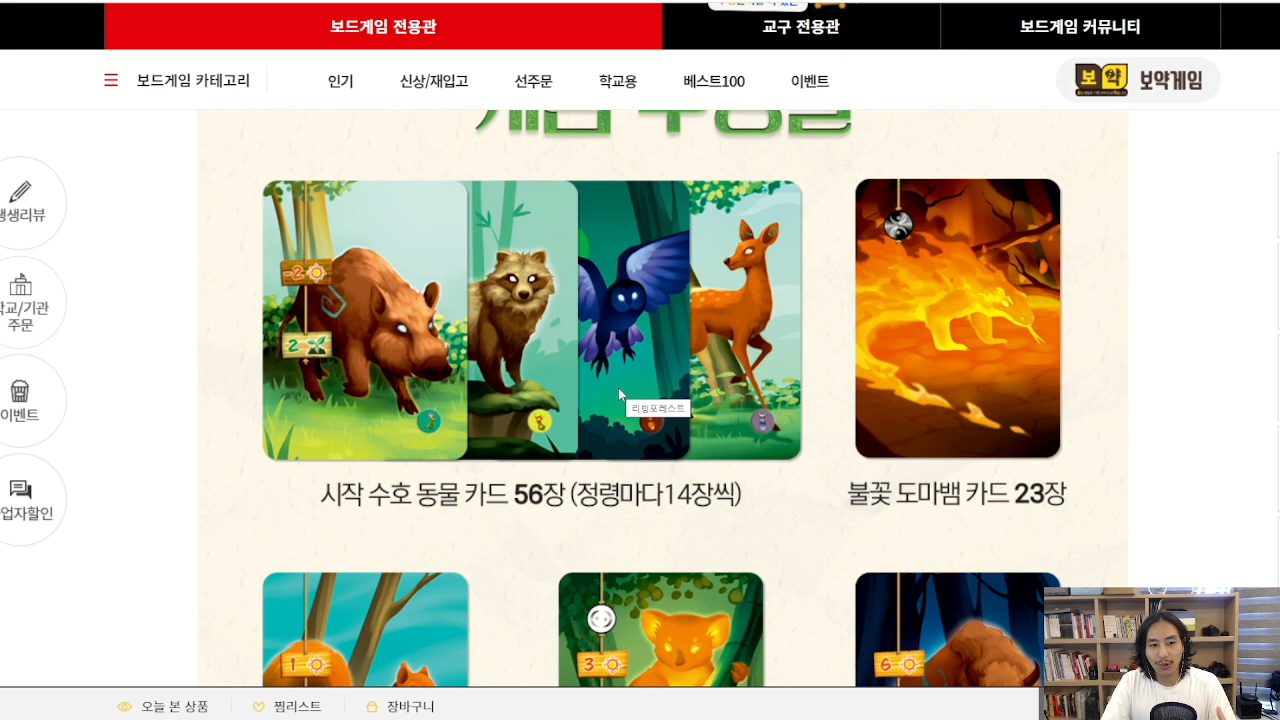 보드게임 전용관
교구 전용관
보드게임 커뮤니티
보드게임 카테고리
인기
신상/재입고
선주문
학교용
베스트100
이벤트
보약
보약게임
생생리뷰
학교/기관
주문
이벤트
업자할인
-2
2
리빙포레스트
시작 수호 동물 카드 56장 (정령마다14장씩)
불꽃 도마뱀 카드 23장
1
3
6
오늘 본 상품
찜리스트
장바구니